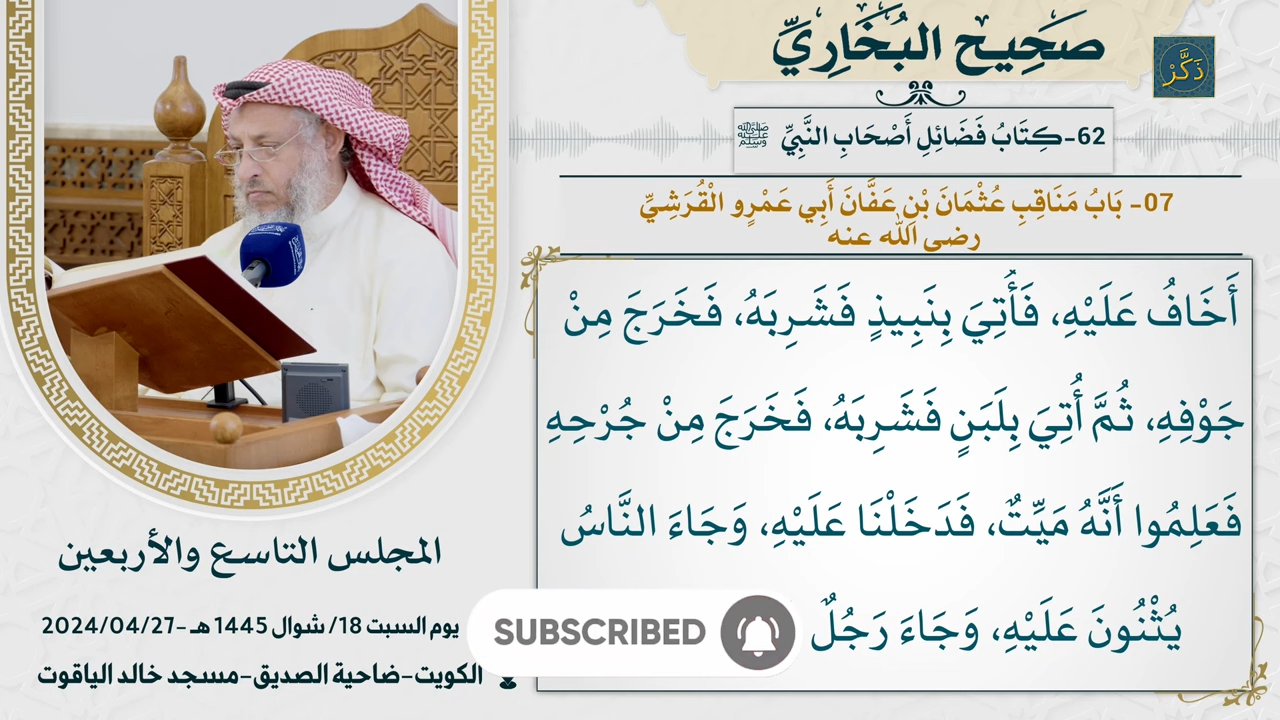 صَحِيح البُخَارِيِّ
ذَكَّرْ
62-كِتَابُ فَضَائِلِ أَصْحَابِ النَّبِيِّ ﷺ
07- بَابُ مَنَاقِبِ عُثْمَانَ بْنِ عَفَّانَ أَبِي عَمْرٍو الْقُرَشِيِّ
رضي الله عنه
أَخَافُ عَلَيْهِ، فَأُتِيَ بِنَبِيذٍ فَشَرِبَهُ، فَخَرَجَ مِنْ
جَوْفِهِ، ثُمَّ أُتِيَ بِلَبَنٍ فَشَرِبَهُ، فَخَرَجَ مِنْ جُرْحِهِ
فَعَلِمُوا أَنَّهُ مَيِّتٌ، فَدَخَلْنَا عَلَيْهِ، وَجَاءَ النَّاسُ
يُثْنُونَ عَلَيْهِ، وَجَاءَ رَجُلٌ
SUBSCRIBED
المجلس التاسع والأربعين
يوم السبت 18/ شوال 1445 هـ -2024/04/27
الكويت-ضاحية الصديق-مسجد خالد الياقوت